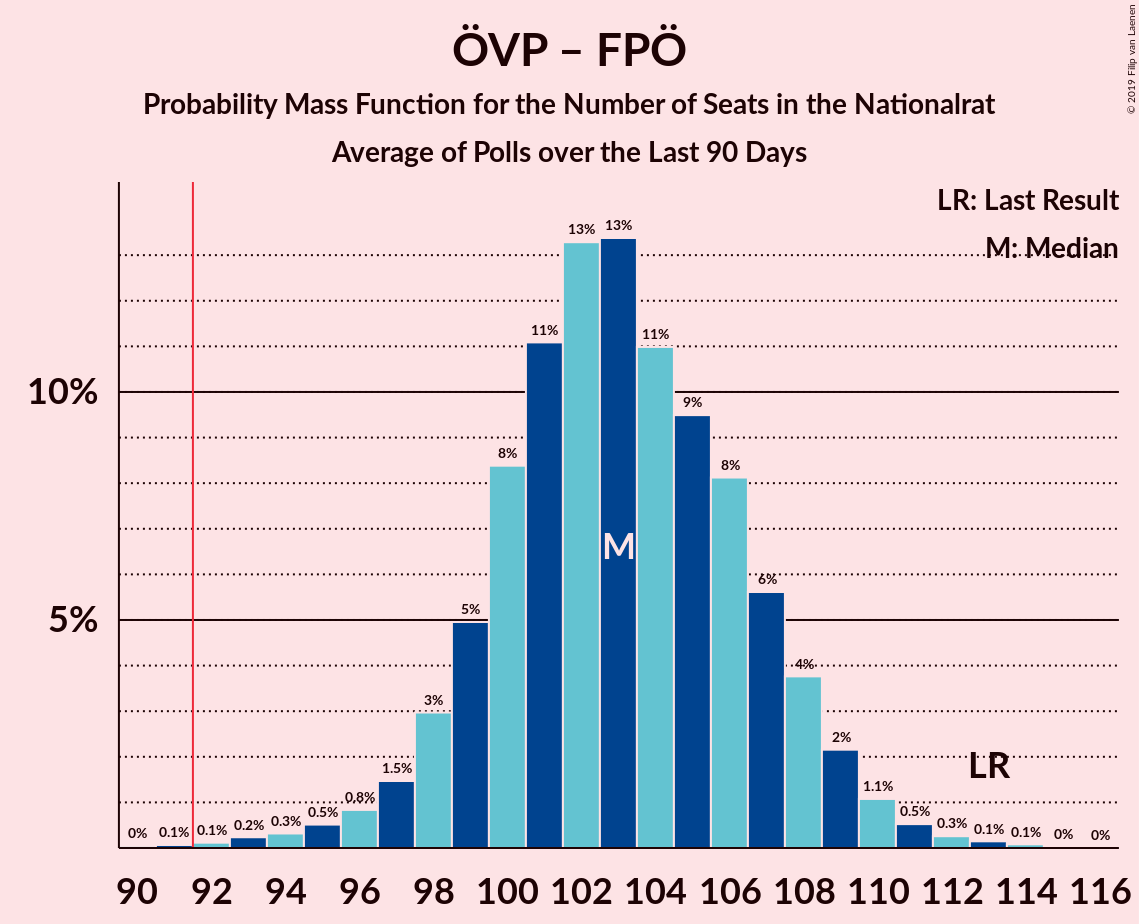 ÖVP – FPÖ
Probability Mass Function for the Number of Seats in the Nationalrat
Average of Polls over the Last 90 Days
© 2019 Filip van Laenen
LR: Last Result
M: Median
13% 13%
11% 11%
10%
9%
8% 8%
M
6%
5%
5%
4%
3%
2%
LR
1.5%
1.1%
0.8%
0.5% 0.5%
0.3% 0.3%
0% 0.1% 0.1% 0.2% 0.1% 0.1% 0% 0%
90 92 94 96 98 100 102 104 106 108 110 112 114 116